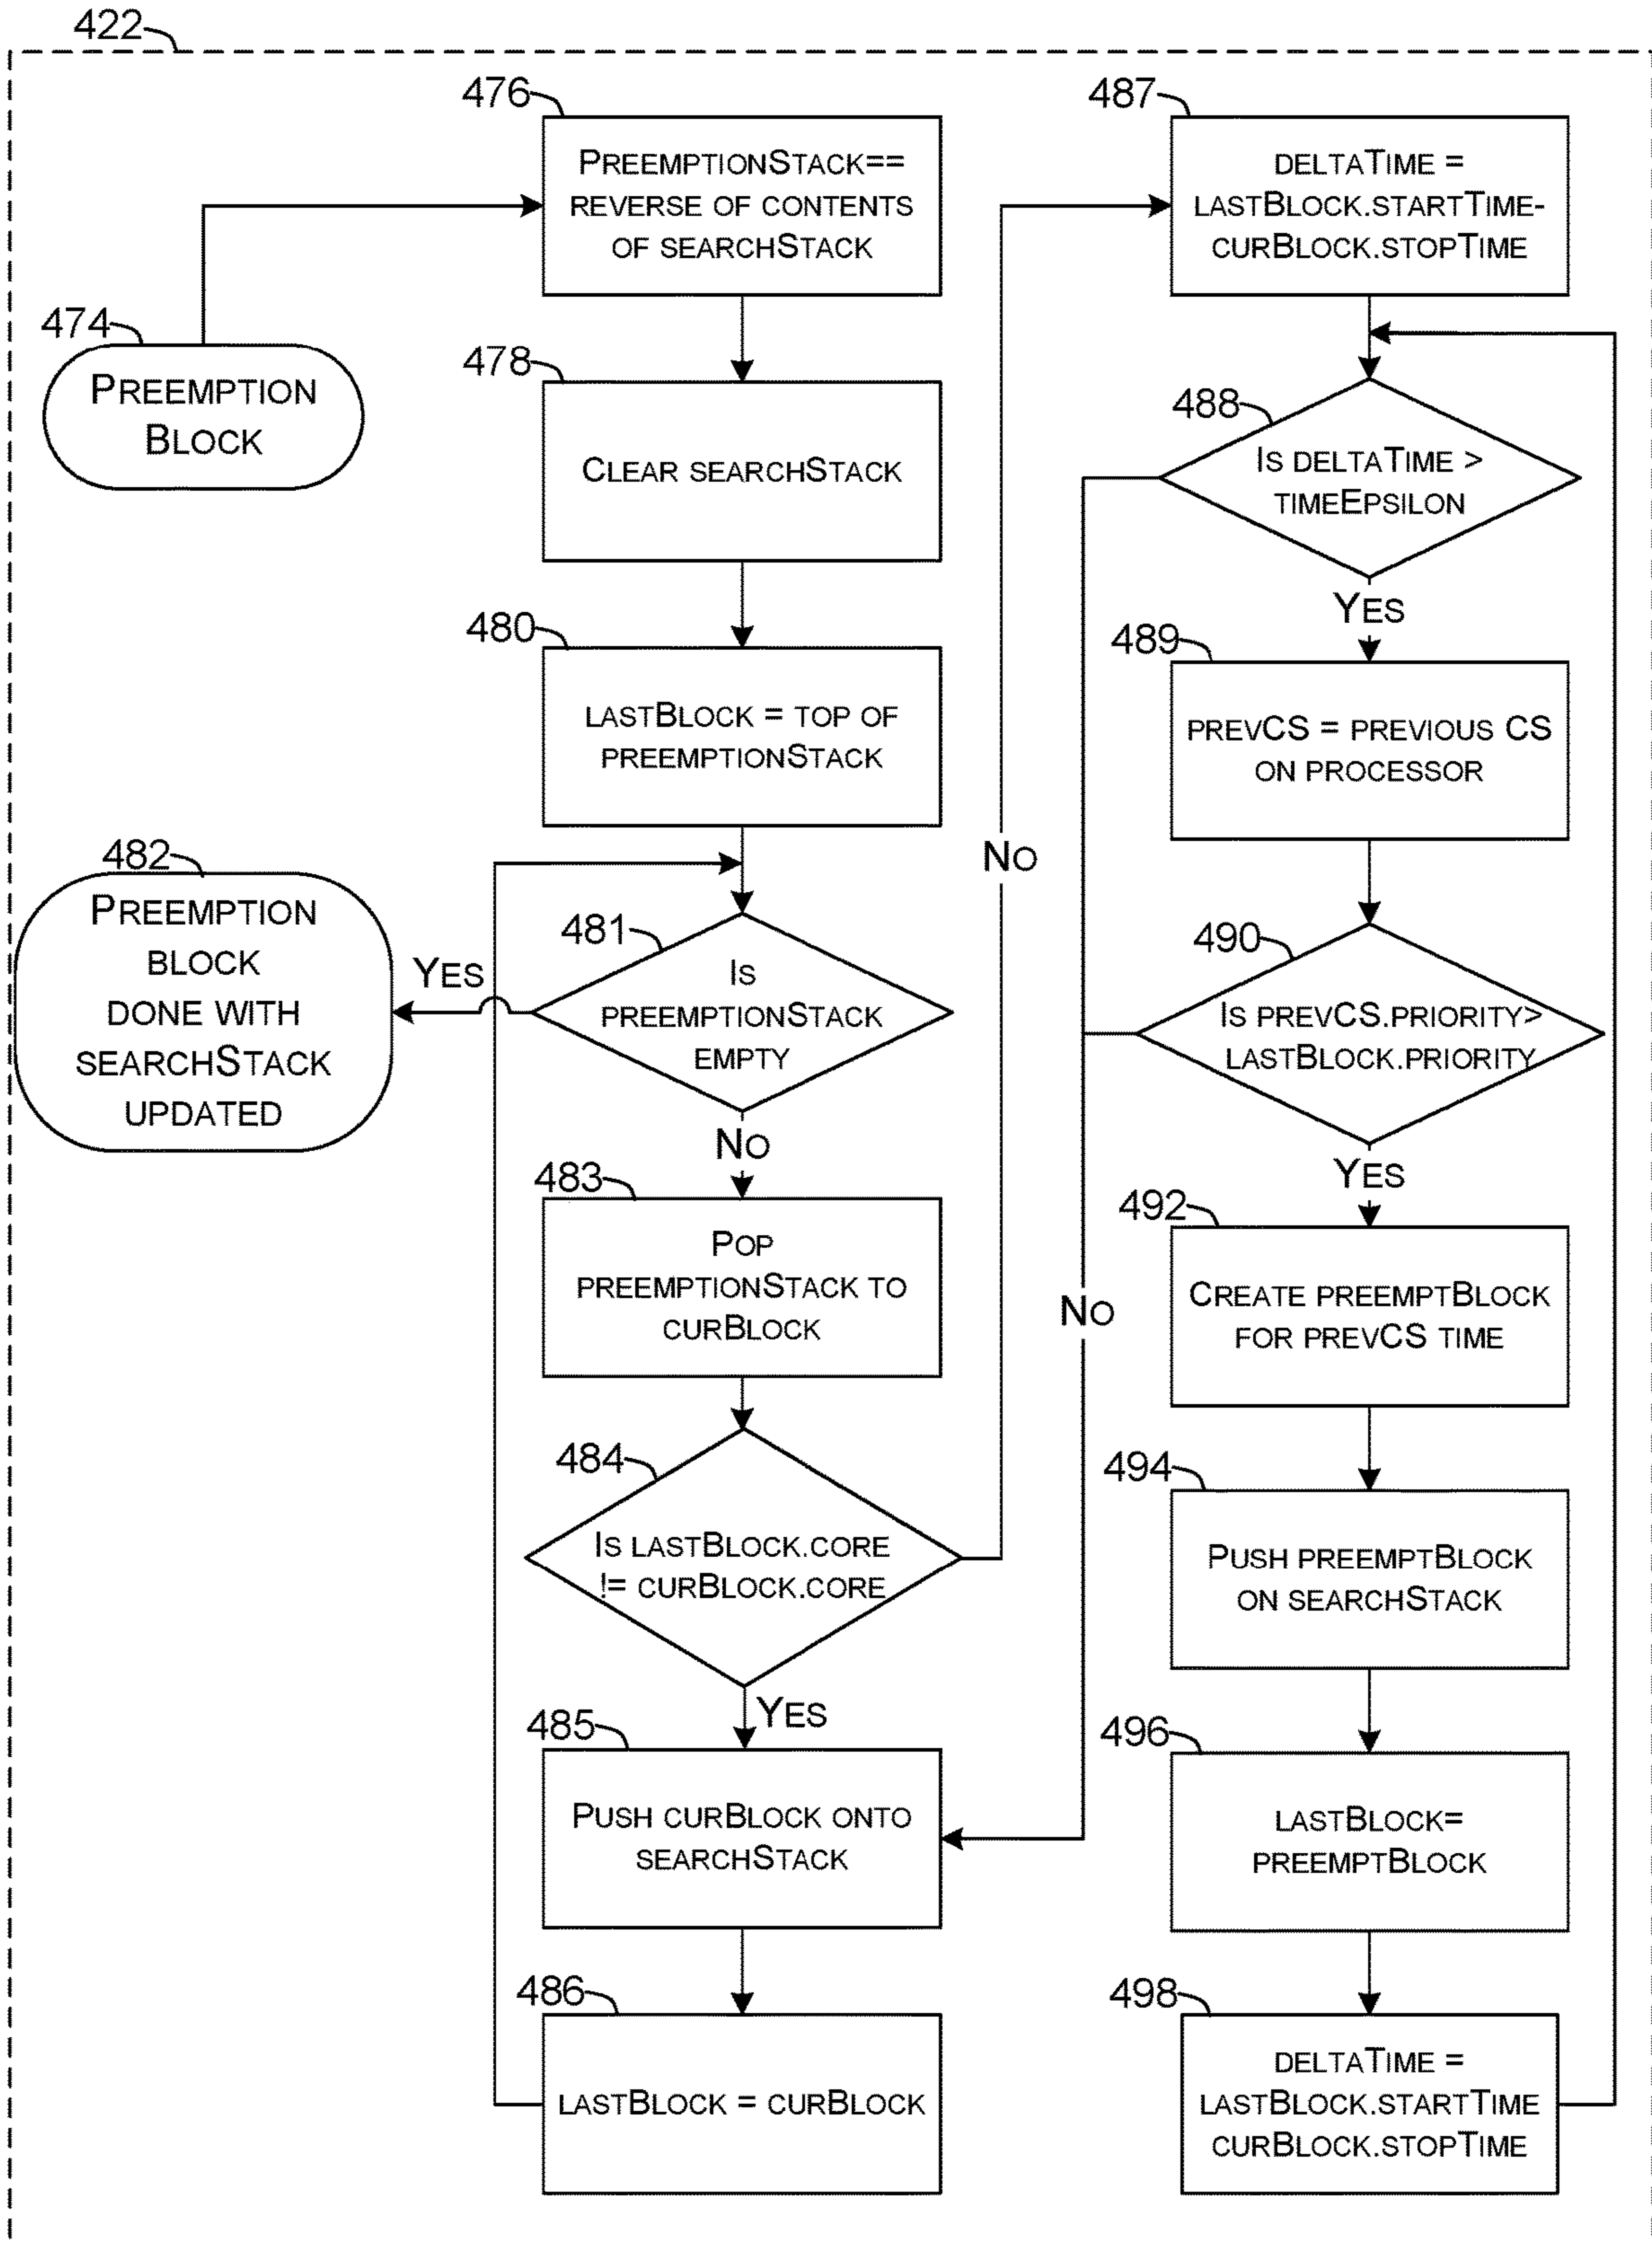 422
476
PREEMPTIONSTACK==
REVERSE OF CONTENTS
OF SEARCHSTACK
474
PREEMPTION
BLOCK
478
CLEAR SEARCHSTACK
480
LASTBLOCK = TOP OF
PREEMPTIONSTACK
482
PREEMPTION
BLOCK
DONE WITH
SEARCHSTACK
UPDATED
YES
481
IS
PREEMPTIONSTACK
EMPTY
NO
483
POP
PREEMPTIONSTACK TO
CURBLOCK
484
IS LASTBLOCK.CORE
!= CURBLOCK.CORE
NO
YES
485
PUSH CURBLOCK ONTO
SEARCHSTACK
486
LASTBLOCK = CURBLOCK
487
DELTATIME =
LASTBLOCK.STARTTIME-
CURBLOCK.STOPTIME
488
IS DELTATIME >
TIMEEPSILON
YES
489
PREVCS = PREVIOUS CS
ON PROCESSOR
490
IS PREVCS.PRIORITY>
LASTBLOCK.PRIORITY
NO
YES
492
CREATE PREEMPTBLOCK
FOR PREVCS TIME
494
PUSH PREEMPTBLOCK
ON SEARCHSTACK
496
LASTBLOCK=
PREEMPTBLOCK
498
DELTATIME =
LASTBLOCK.STARTTIME
CURBLOCK.STOPTIME